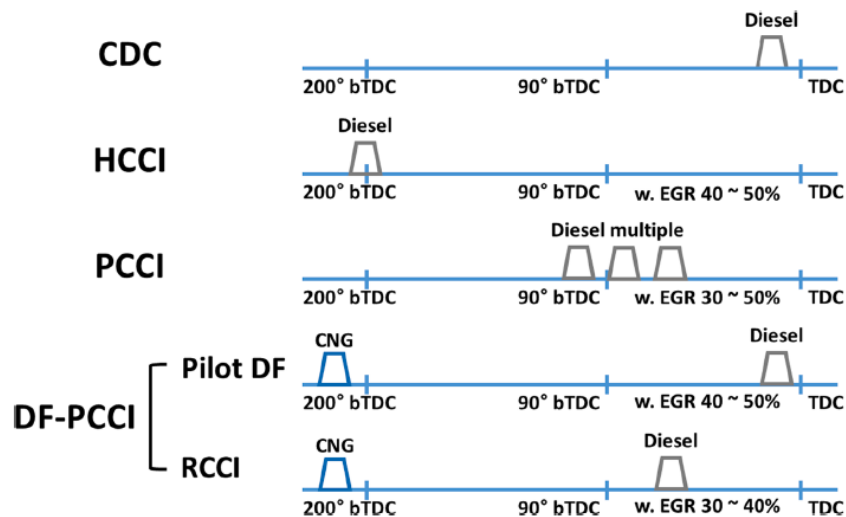 Diesel
CDC
200° bTDC 90° bTDC TDC
Diesel
HCCI
200° bTDC 90° bTDC w. EGR 40 ~ 50% TDC
Diesel multiple
PCCI
200° bTDC 90° bTDC w. EGR 30 ~ 50% TDC
CNG Diesel
Pilot DF
200° bTDC 90° bTDC w. EGR 40 ~ 50% TDC
DF-PCCI
CNG Diesel
RCCI
200° bTDC 90° bTDC w. EGR 30 ~ 40% TDC